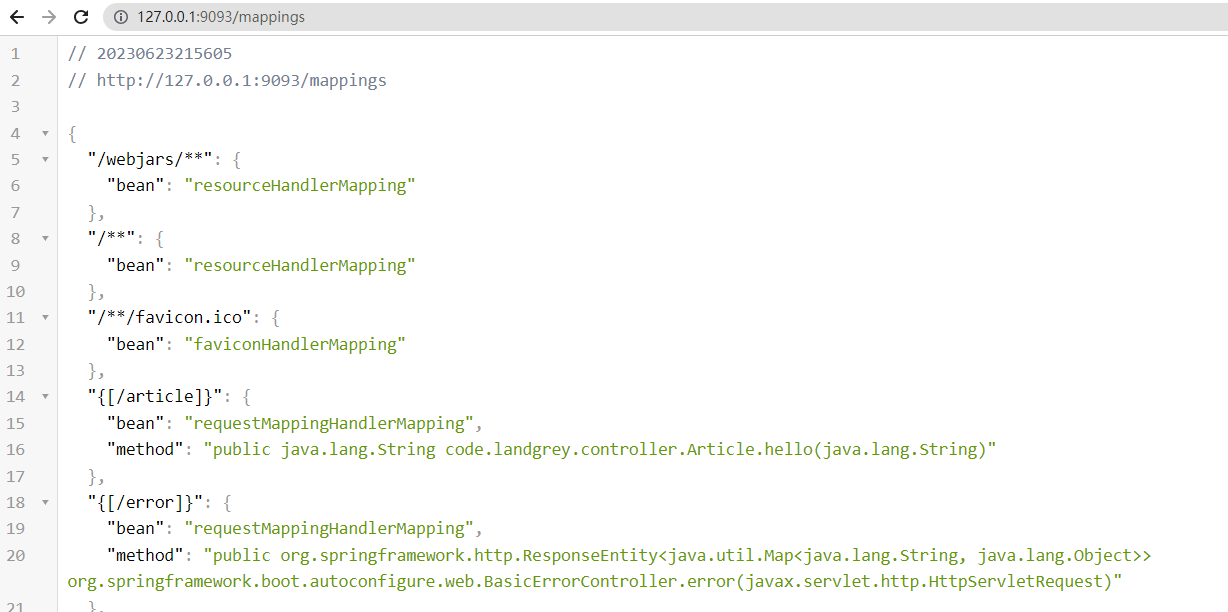 127.0.0.1:9093/mappings
1 // 20230623215605
2 // http://127.0.0.1:9093/mappings
3
4 {
5 "/webjars/**": {
6 "bean": "resourceHandlerMapping"
7 },
8 "/**": {
9 "bean": "resourceHandlerMapping"
10 },
11 "/**/favicon.ico": {
12 "bean": "faviconHandlerMapping"
13 },
14 "{[/article]}": {
15 "bean": "requestMappingHandlerMapping",
16 "method": "public java.lang.String code.landgrey.controller.Article.hello(java.lang.String)"
17 },
18 "{[/error]}": {
19 "bean": "requestMappingHandlerMapping",
20 "method": "public org.springframework.http.ResponseEntity<java.util.Map<java.lang.String, java.lang.Object>>
org.springframework.boot.autoconfigure.web.BasicErrorController.error(javax.servlet.http.HttpServletRequest)"
21 },